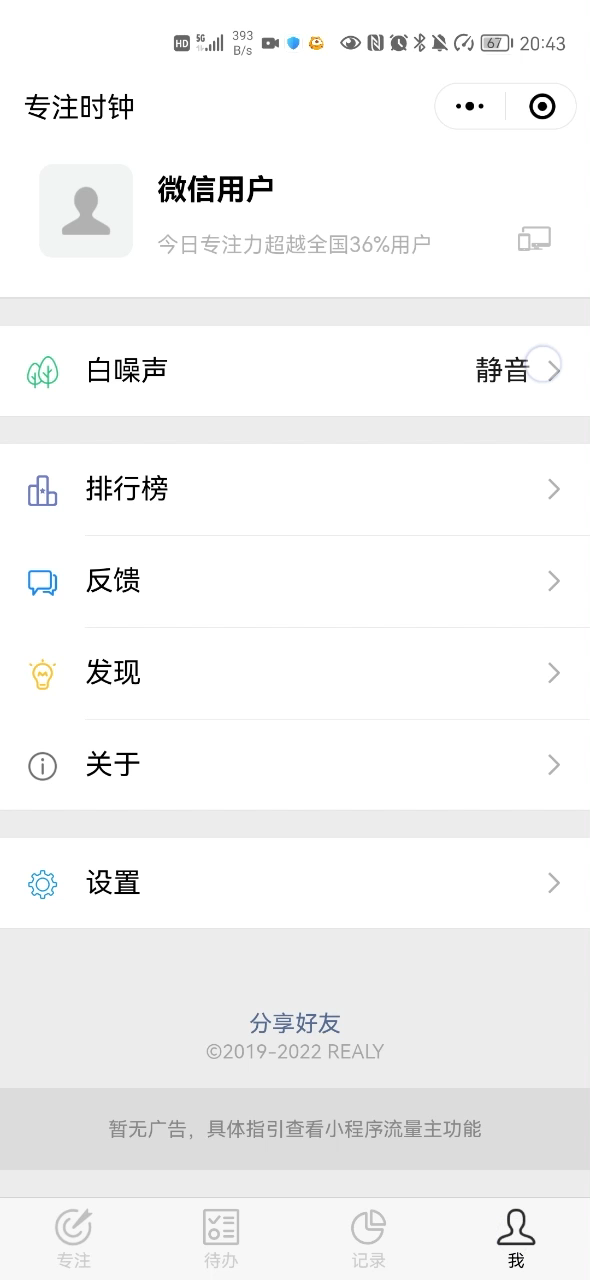 HD 5G 393 B/s 67 20:43
专注时钟
微信用户
今日专注力超越全国36%用户
白噪声 静音
排行榜
反馈
发现
关于
设置
分享好友
©2019-2022 REALY
暂无广告，具体指引查看小程序流量主功能
专注 待办 记录 我